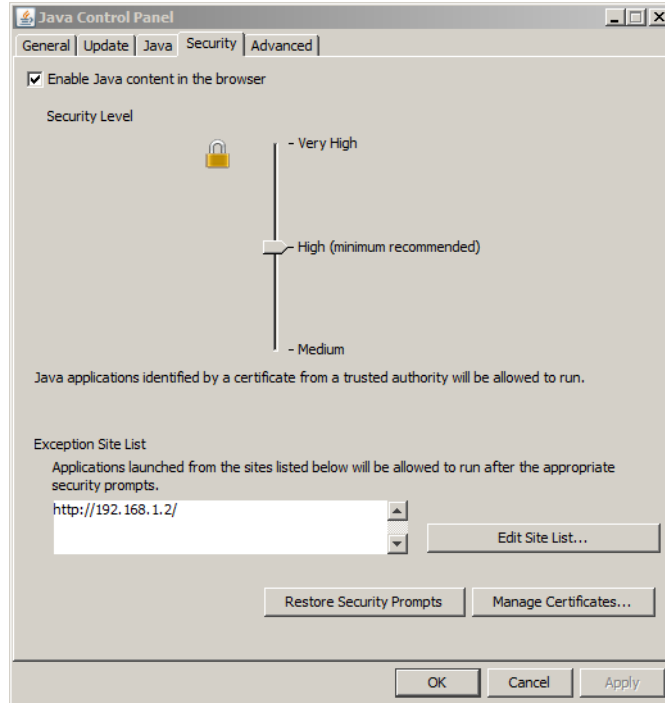 Java Control Panel
General Update Java Security Advanced
Enable Java content in the browser
Security Level
- Very High
- High (minimum recommended)
- Medium
Java applications identified by a certificate from a trusted authority will be allowed to run.
Exception Site List
Applications launched from the sites listed below will be allowed to run after the appropriate
security prompts.
http://192.168.1.2/
Edit Site List...
Restore Security Prompts Manage Certificates...
OK Cancel Apply